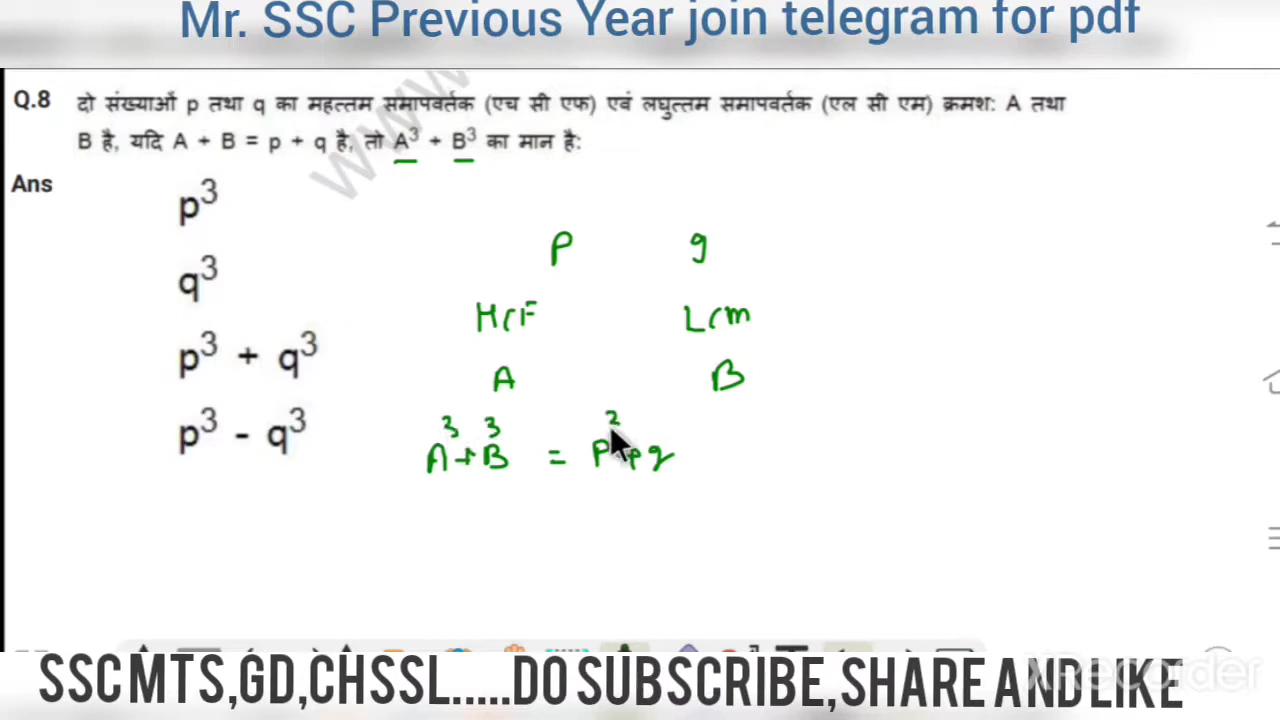 Mr. SSC Previous Year join telegram for pdf
Q.8 दो संख्याओं p तथा q का महत्तम समापवर्तक (एच सी एफ) एवं लघुत्तम समापवर्तक (एल सी एम) क्रमश: A तथा
B है, यदि A + B = p + q है, तो A³ + B³ का मान है:
Ans
p³
q³
p³ + q³
p³ - q³
www.
P q
HCF LCM
A B
A³+B³ =
SSC MTS,GD,CHSSL.....DO SUBSCRIBE,SHARE AND LIKE
XRecorder